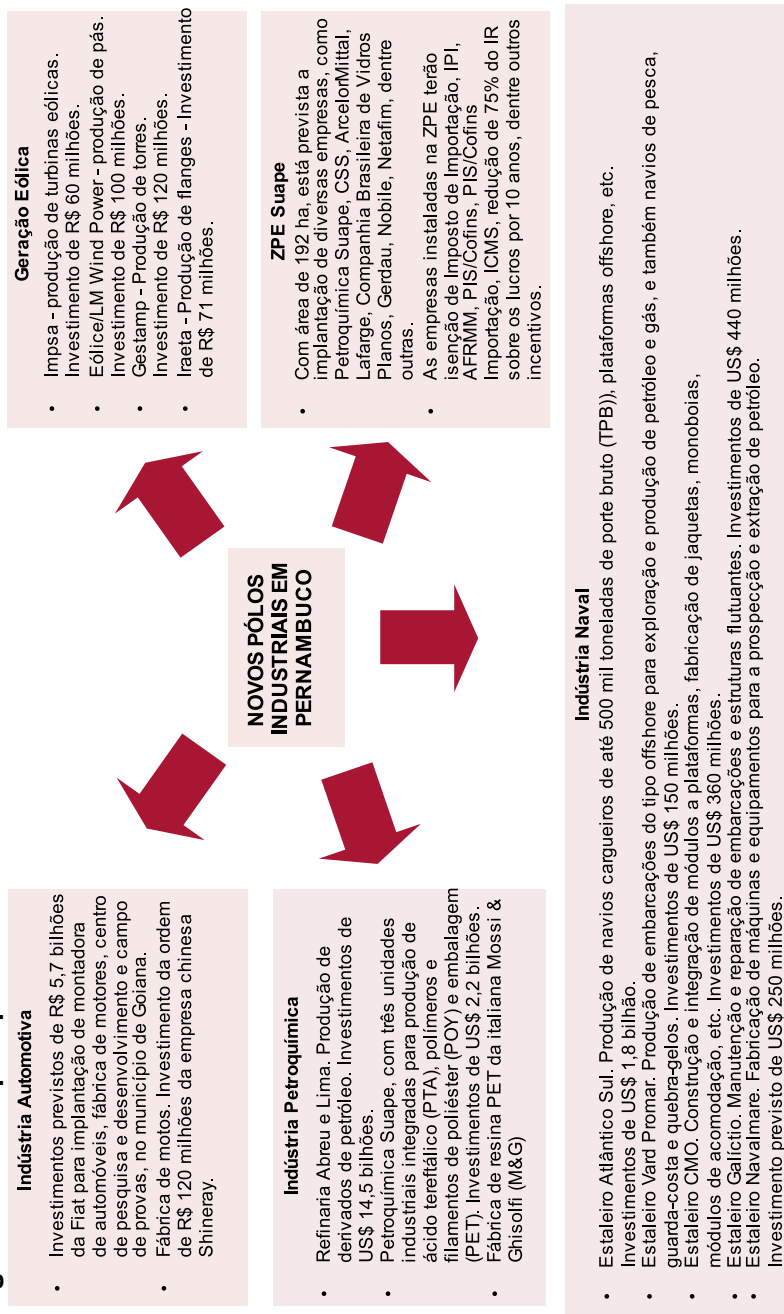 Indústria Automotiva
• Investimentos previstos de R$ 5,7 bilhões
da Fiat para implantação de montadora
de automóveis, fábrica de motores, centro
de pesquisa e desenvolvimento e campo
de provas, no município de Goiana.
• Fábrica de motos. Investimento da ordem
de R$ 120 milhões da empresa chinesa
Shineray.
Geração Eólica
• Impsa - produção de turbinas eólicas.
Investimento de R$ 60 milhões.
• Eólice/LM Wind Power - produção de pás.
Investimento de R$ 100 milhões.
• Gestamp - Produção de torres.
Investimento de R$ 120 milhões.
• Iraeta - Produção de flanges - Investimento
de R$ 71 milhões.
NOVOS PÓLOS
INDUSTRIAIS EM
PERNAMBUCO
Indústria Petroquímica
• Refinaria Abreu e Lima. Produção de
derivados de petróleo. Investimentos de
US$ 14,5 bilhões.
• Petroquímica Suape, com três unidades
industriais integradas para produção de
ácido tereftálico (PTA), polímeros e
filamentos de poliéster (POY) e embalagem
(PET). Investimentos de US$ 2,2 bilhões.
• Fábrica de resina PET da italiana Mossi &
Ghisolfi (M&G)
ZPE Suape
• Com área de 192 ha, está prevista a
implantação de diversas empresas, como
Petroquímica Suape, CSS, ArcelorMittal,
Lafarge, Companhia Brasileira de Vidros
Planos, Gerdau, Nobile, Netafim, dentre
outras.
• As empresas instaladas na ZPE terão
isenção de Imposto de Importação, IPI,
AFRMM, PIS/Cofins, PIS/Cofins
Importação, ICMS, redução de 75% do IR
sobre os lucros por 10 anos, dentre outros
incentivos.
Indústria Naval
• Estaleiro Atlântico Sul. Produção de navios cargueiros de até 500 mil toneladas de porte bruto (TPB)), plataformas offshore, etc.
Investimentos de US$ 1,8 bilhão.
• Estaleiro Vard Promar. Produção de embarcações do tipo offshore para exploração e produção de petróleo e gás, e também navios de pesca,
guarda-costa e quebra-gelos. Investimentos de US$ 150 milhões.
• Estaleiro CMO. Construção e integração de módulos a plataformas, fabricação de jaquetas, monoboias,
módulos de acomodação, etc. Investimentos de US$ 360 milhões.
• Estaleiro Galíctio. Manutenção e reparação de embarcações e estruturas flutuantes. Investimentos de US$ 440 milhões.
• Estaleiro Navalmare. Fabricação de máquinas e equipamentos para a prospecção e extração de petróleo.
Investimento previsto de US$ 250 milhões.